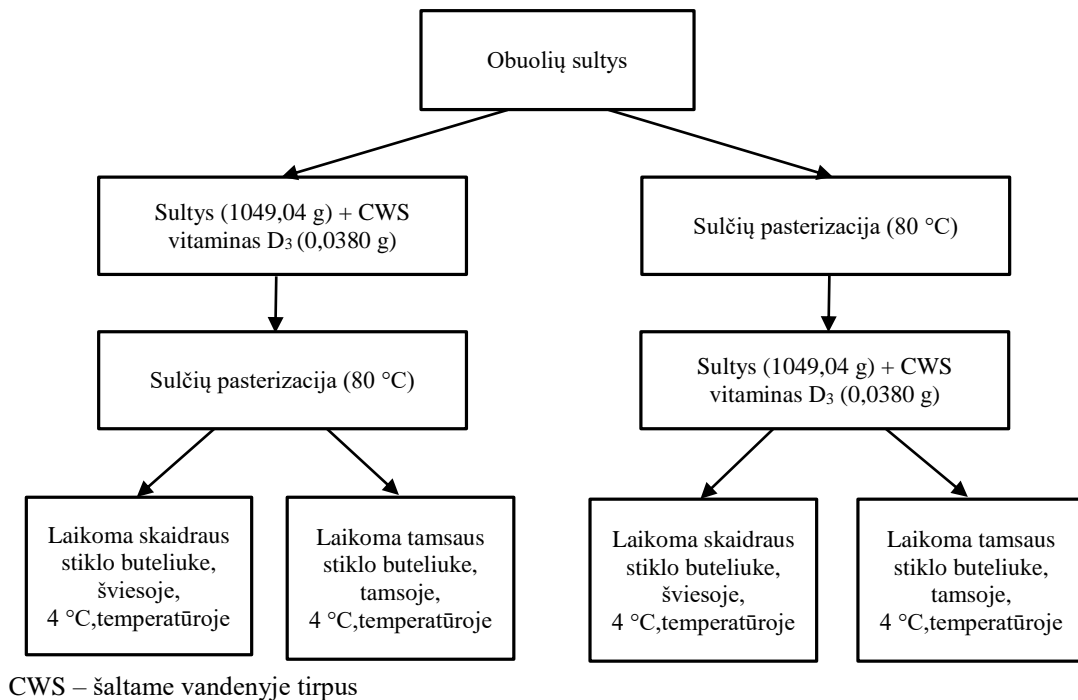 Obuolių sultys
Sultys (1049,04 g) + CWS
vitaminas D₃ (0,0380 g)
Sulčių pasterizacija (80 °C)
Sulčių pasterizacija (80 °C)
Sultys (1049,04 g) + CWS
vitaminas D₃ (0,0380 g)
Laikoma skaidraus
stiklo buteliuke,
šviesoje,
4 °C,temperatūroje
Laikoma tamsaus
stiklo buteliuke,
tamsoje,
4 °C,temperatūroje
Laikoma skaidraus
stiklo buteliuke,
šviesoje,
4 °C,temperatūroje
Laikoma tamsaus
stiklo buteliuke,
tamsoje,
4 °C,temperatūroje
CWS – šaltame vandenyje tirpus